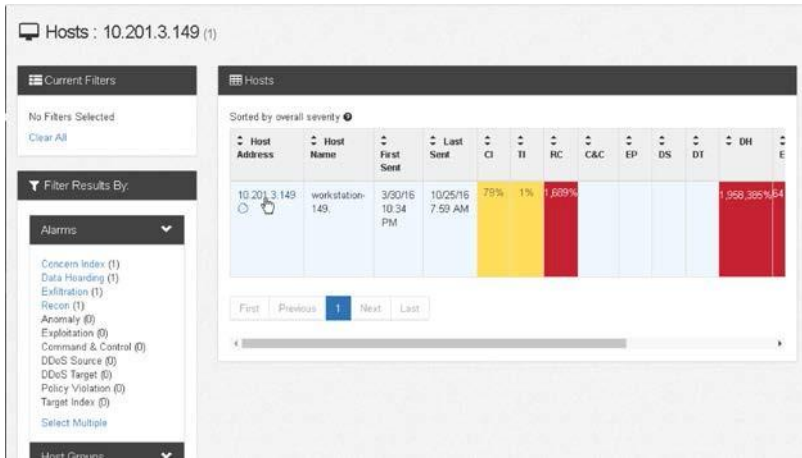 Hosts : 10.201.3.149 (1)
Current Filters
No Filters Selected
Clear All
Filter Results By:
Alarms
Concern Index (1)
Data Hoarding (1)
Exfiltration (1)
Recon (1)
Anomaly (0)
Exploitation (0)
Command & Control (0)
DDoS Source (0)
DDoS Target (0)
Policy Violation (0)
Target Index (0)
Select Multiple
Host Groups
Hosts
Sorted by overall severity
Host Address Host Name First Sent Last Sent CI TI RC C&C EP DS DT DH E
10.201.3.149 workstation-149. 3/30/16 10:34 PM 10/25/16 7:59 AM 79% 1% 1,689% 1,958,385% 64
First Previous 1 Next Last